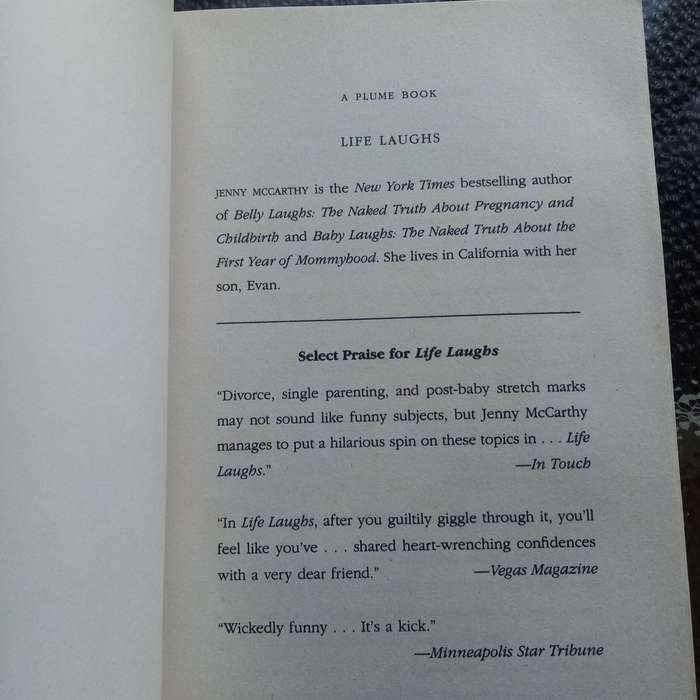 A PLUME BOOK
LIFE LAUGHS
JENNY MCCARTHY is the New York Times bestselling author
of Belly Laughs: The Naked Truth About Pregnancy and
Childbirth and Baby Laughs: The Naked Truth About the
First Year of Mommyhood. She lives in California with her
son, Evan.
Select Praise for Life Laughs
“Divorce, single parenting, and post-baby stretch marks
may not sound like funny subjects, but Jenny McCarthy
manages to put a hilarious spin on these topics in . . . Life
Laughs.” —In Touch
“In Life Laughs, after you guiltily giggle through it, you’ll
feel like you’ve . . . shared heart-wrenching confidences
with a very dear friend.” —Vegas Magazine
“Wickedly funny . . . It’s a kick.”
—Minneapolis Star Tribune